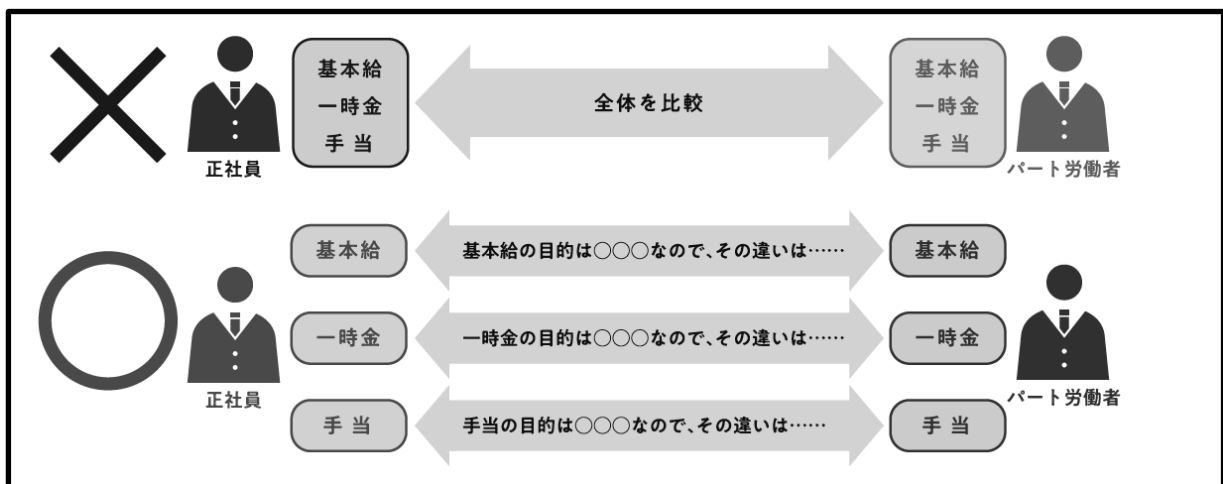 基本給
一時金
手当
正社員
全体を比較
基本給
一時金
手当
パート労働者
基本給
基本給の目的は○○○なので、その違いは……
基本給
一時金
一時金の目的は○○○なので、その違いは……
一時金
手当
手当の目的は○○○なので、その違いは……
手当
正社員
パート労働者